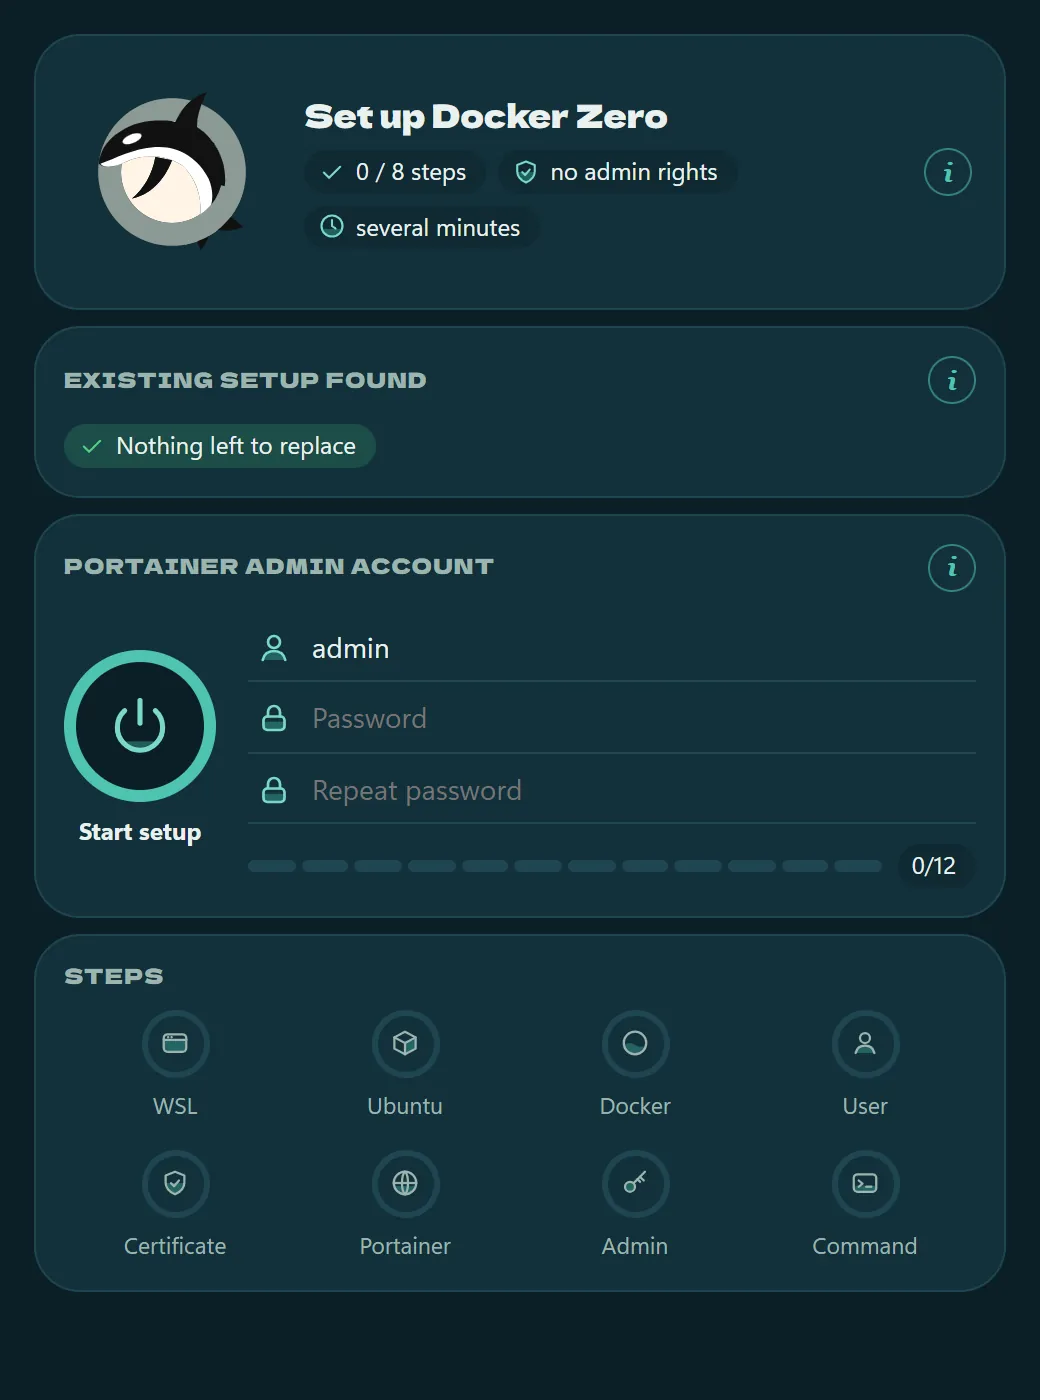 Set up Docker Zero
0 / 8 steps
no admin rights
several minutes
i
EXISTING SETUP FOUND
i
Nothing left to replace
PORTAINER ADMIN ACCOUNT
i
admin
Password
Repeat password
Start setup
0/12
STEPS
WSL
Ubuntu
Docker
User
Certificate
Portainer
Admin
Command